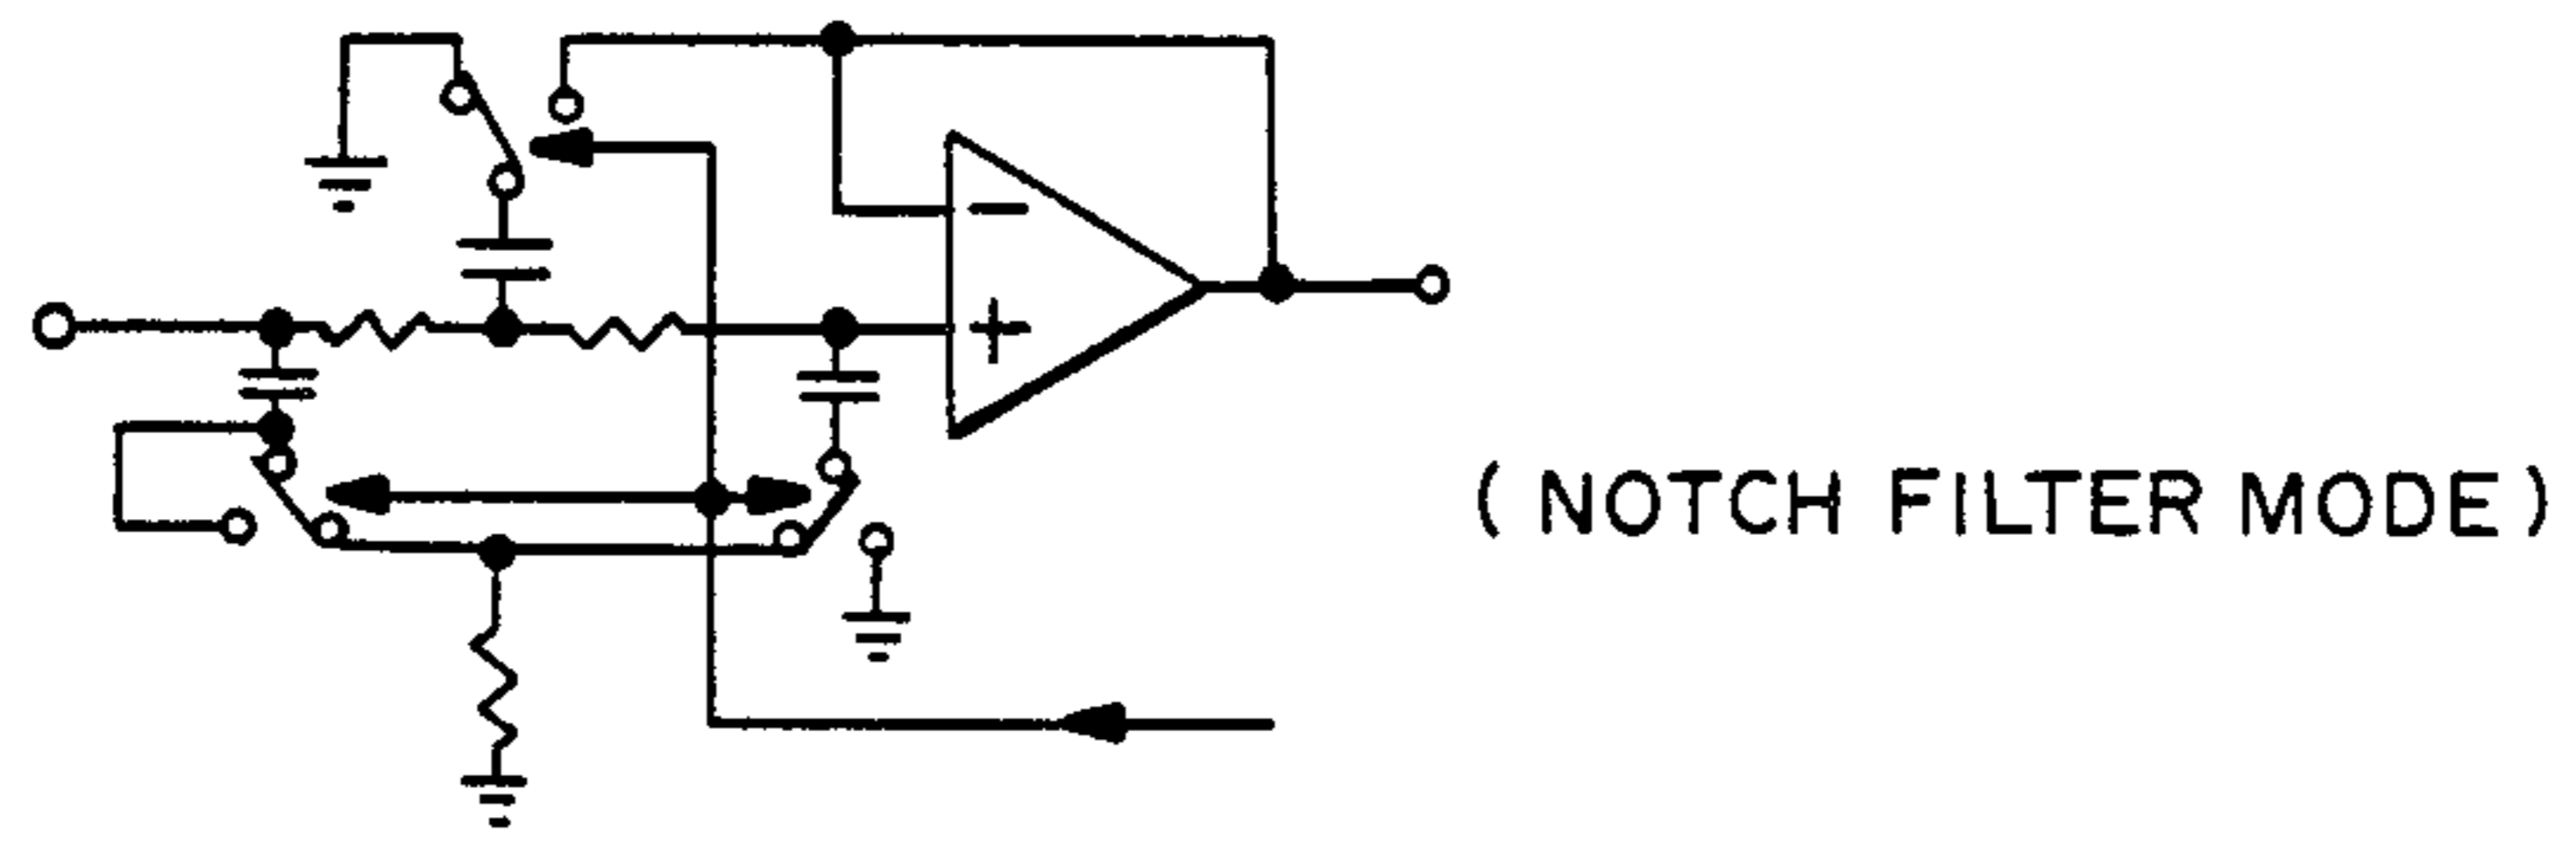 −
+
(NOTCH FILTER MODE)